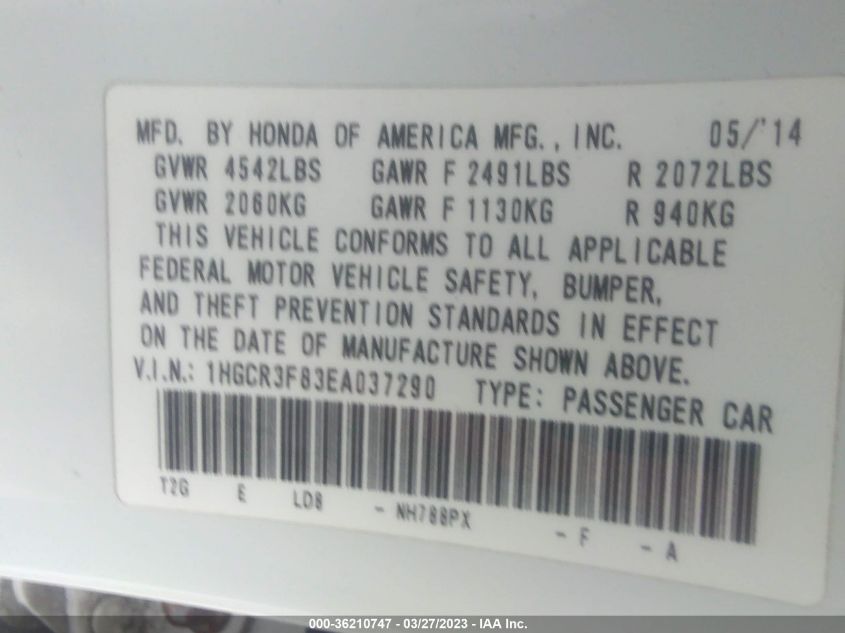 MFD. BY HONDA OF AMERICA MFG., INC. 05/'14
GVWR 4542LBS GAWR F 2491LBS R 2072LBS
GVWR 2060KG GAWR F 1130KG R 940KG
THIS VEHICLE CONFORMS TO ALL APPLICABLE
FEDERAL MOTOR VEHICLE SAFETY, BUMPER,
AND THEFT PREVENTION STANDARDS IN EFFECT
ON THE DATE OF MANUFACTURE SHOWN ABOVE.
V.I.N.: 1HGCR3F83EA037290 TYPE: PASSENGER CAR
T2G E LD8 - NH788PX - F - A
000-36210747 - 03/27/2023 - IAA Inc.